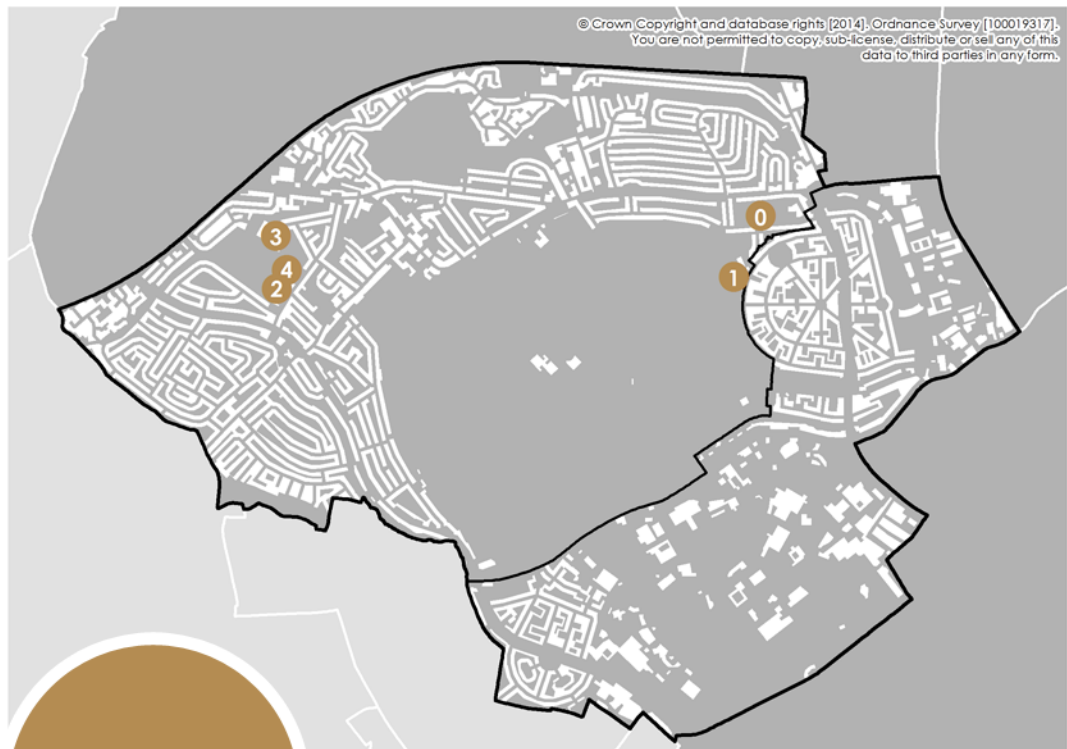 © Crown Copyright and database rights [2014]. Ordnance Survey [100019317].
You are not permitted to copy, sub-license, distribute or sell any of this
data to third parties in any form.
0
3
4
1
2